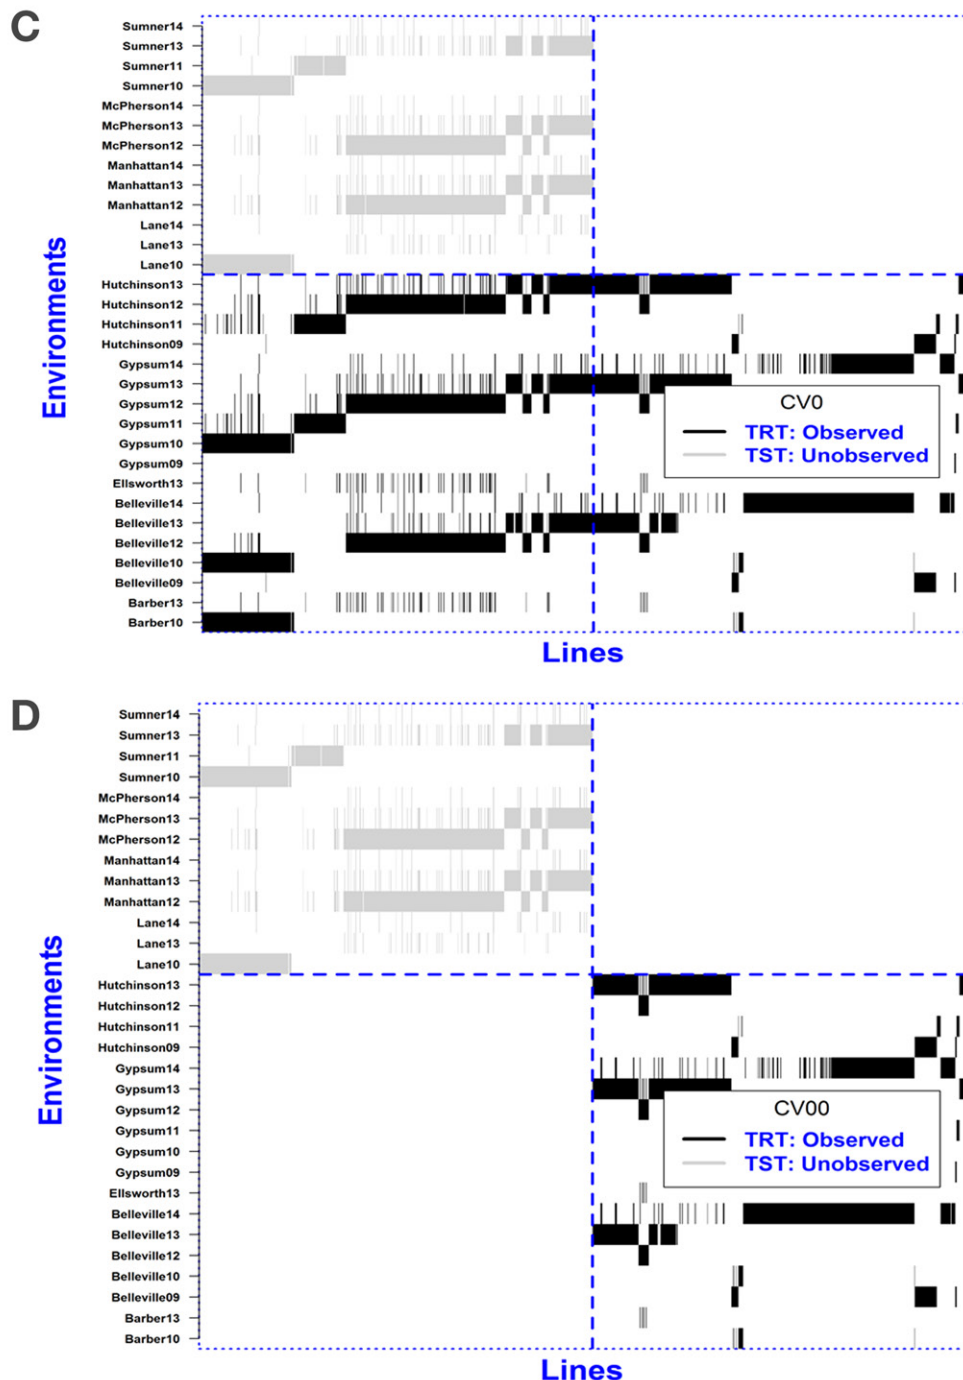 C
Sumner14
Sumner13
Sumner11
Sumner10
McPherson14
McPherson13
McPherson12
Manhattan14
Manhattan13
Manhattan12
Lane14
Lane13
Lane10
Hutchinson13
Hutchinson12
Hutchinson11
Hutchinson09
Gypsum14
Gypsum13
Gypsum12
Gypsum11
Gypsum10
Gypsum09
Ellsworth13
Belleville14
Belleville13
Belleville12
Belleville10
Belleville09
Barber13
Barber10
Environments
CV0
TRT: Observed
TST: Unobserved
Lines
D
Sumner14
Sumner13
Sumner11
Sumner10
McPherson14
McPherson13
McPherson12
Manhattan14
Manhattan13
Manhattan12
Lane14
Lane13
Lane10
Hutchinson13
Hutchinson12
Hutchinson11
Hutchinson09
Gypsum14
Gypsum13
Gypsum12
Gypsum11
Gypsum10
Gypsum09
Ellsworth13
Belleville14
Belleville13
Belleville12
Belleville10
Belleville09
Barber13
Barber10
Environments
CV00
TRT: Observed
TST: Unobserved
Lines